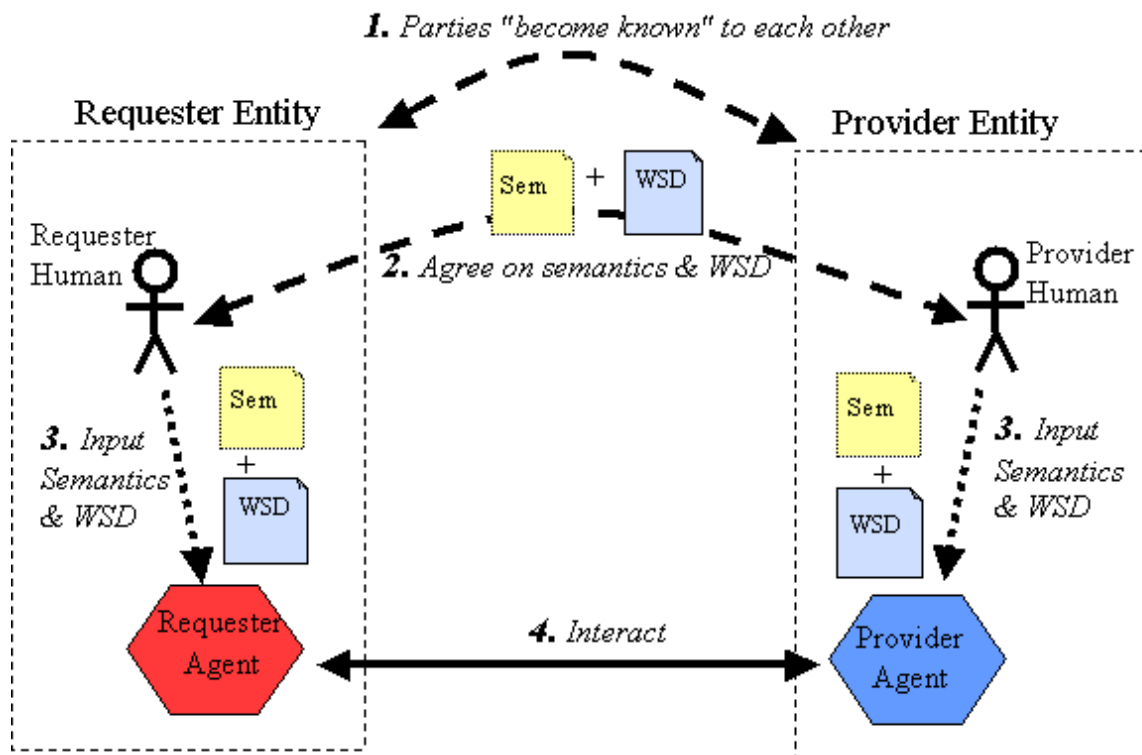 1. Parties "become known" to each other
Requester Entity
Provider Entity
Sem
+
WSD
Requester
Human
2. Agree on semantics & WSD
Provider
Human
Sem
+
WSD
3. Input
Semantics
& WSD
Sem
+
WSD
3. Input
Semantics
& WSD
Requester
Agent
4. Interact
Provider
Agent